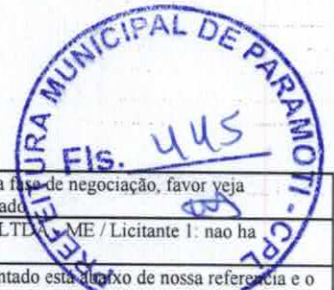 PREFEITURA MUNICIPAL DE PARAMOTI - CPL
Fls. 445
a fase de negociação, favor veja
ado
LTDA - ME / Licitante 1: nao ha
ntado está abaixo de nossa referência e o